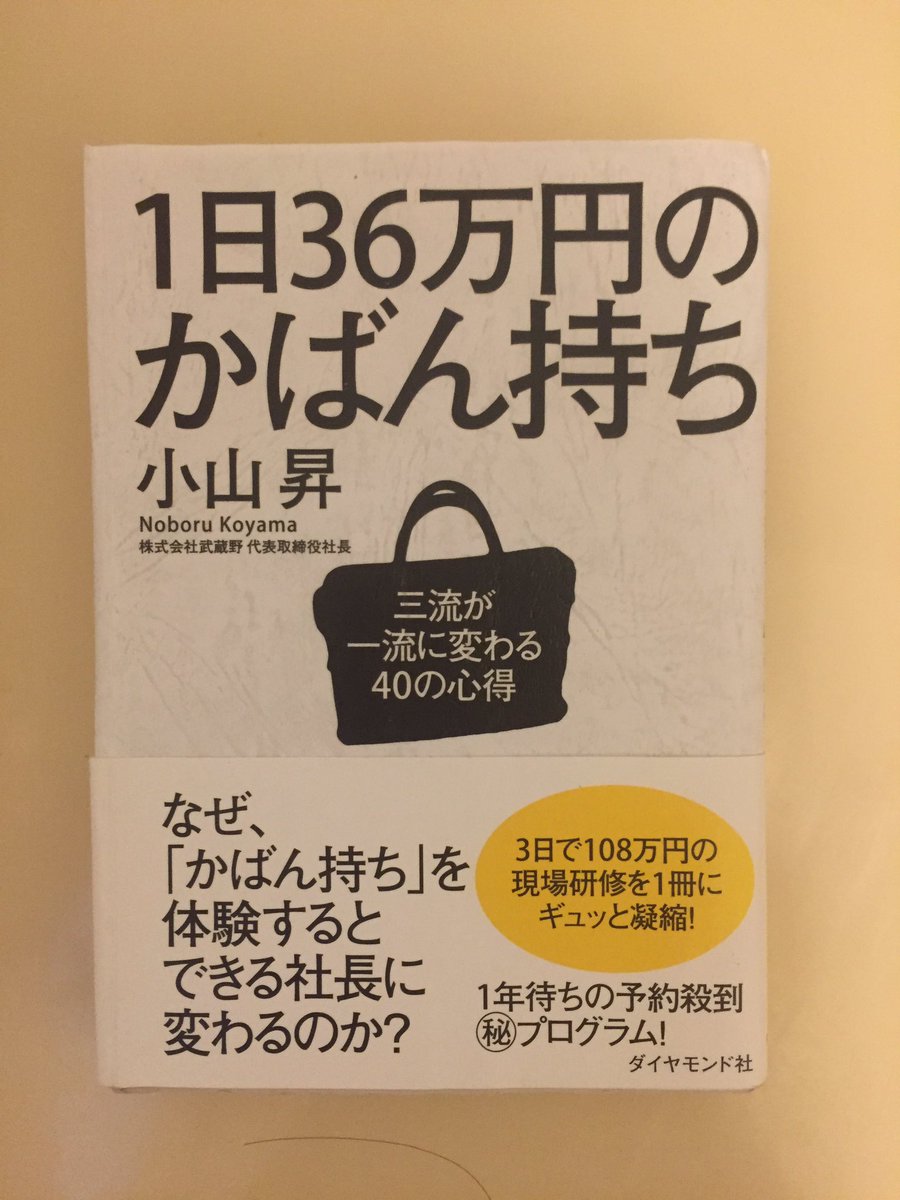 1日36万円の
かばん持ち
小山 昇
Noboru Koyama
株式会社武蔵野 代表取締役社長
三流が
一流に変わる
40の心得
なぜ、
「かばん持ち」を
体験すると
できる社長に
変わるのか?
3日で108万円の
現場研修を1冊に
ギュッと凝縮!
1年待ちの予約殺到
㊙プログラム!
ダイヤモンド社